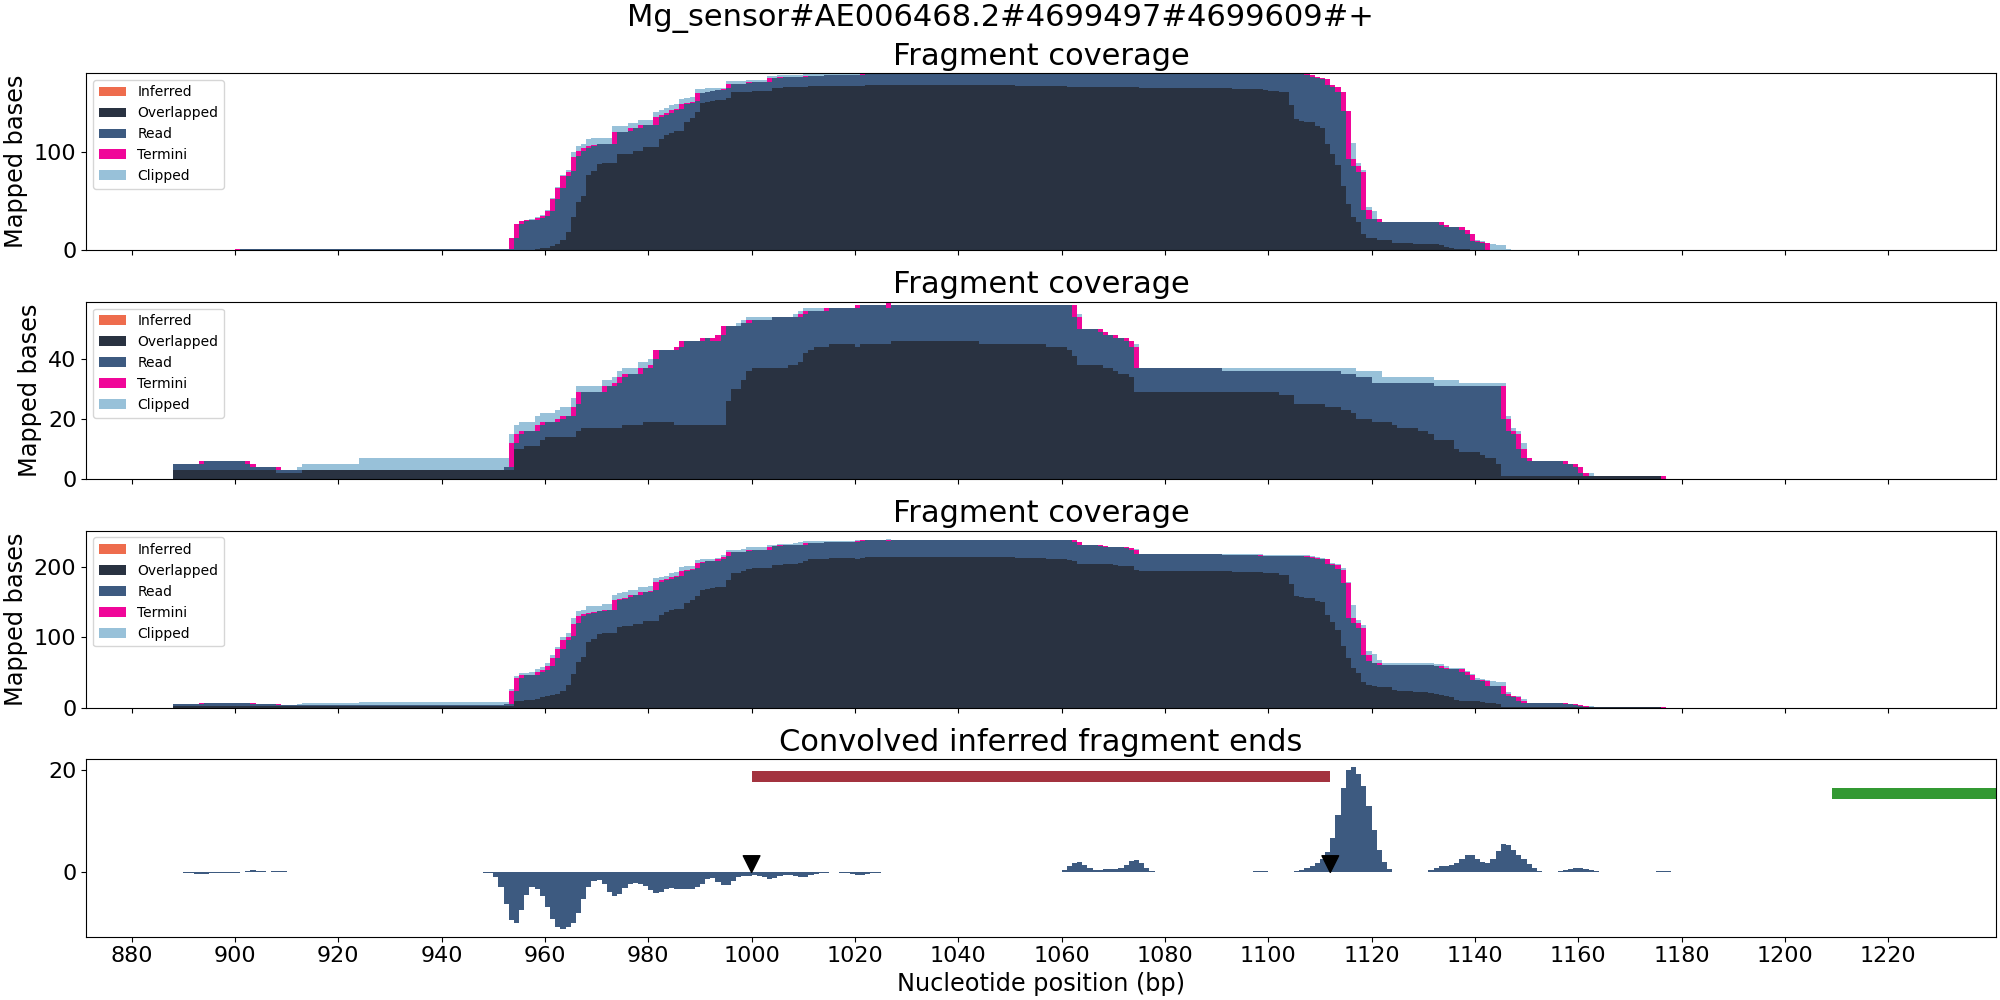 Mg_sensor#AE006468.2#4699497#4699609#+
Fragment coverage
Mapped bases
100
0
Inferred
Overlapped
Read
Termini
Clipped
Fragment coverage
Mapped bases
40
20
0
Inferred
Overlapped
Read
Termini
Clipped
Fragment coverage
Mapped bases
200
100
0
Inferred
Overlapped
Read
Termini
Clipped
Convolved inferred fragment ends
20
0
880 900 920 940 960 980 1000 1020 1040 1060 1080 1100 1120 1140 1160 1180 1200 1220
Nucleotide position (bp)